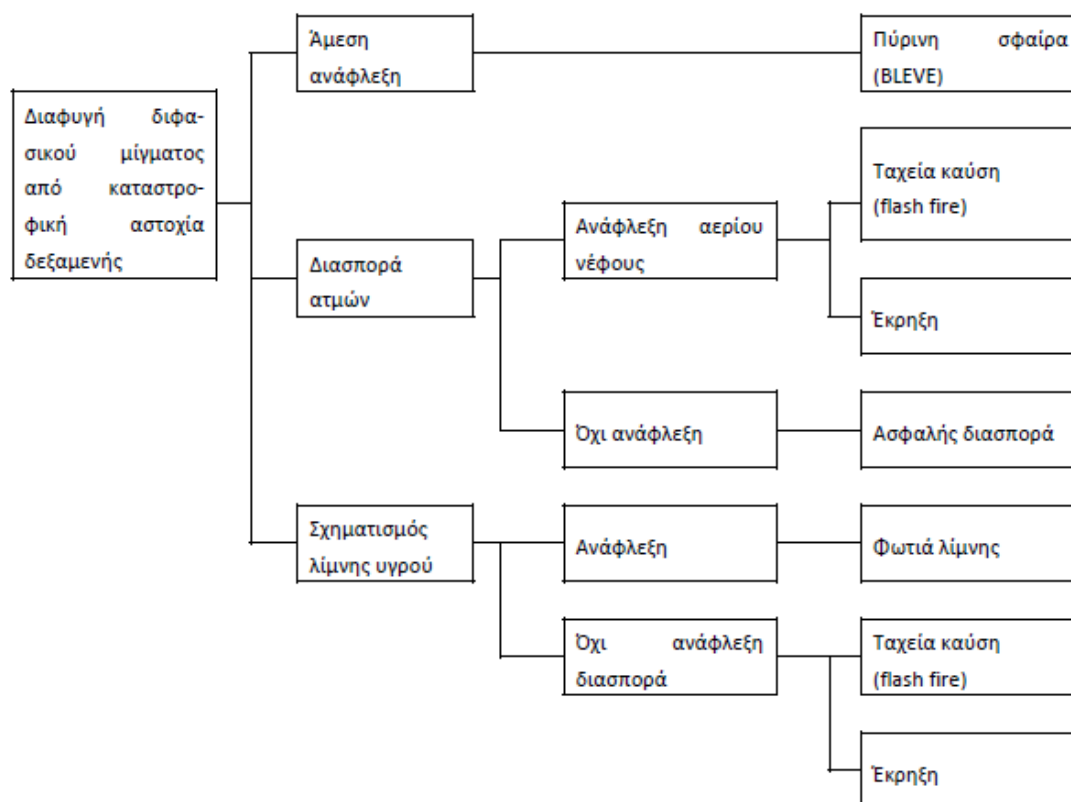 Άμεση
ανάφλεξη
Πύρινη σφαίρα
(BLEVE)
Διαφυγή διφα-
σικού μίγματος
από καταστρο-
φική αστοχία
δεξαμενής
Ταχεία καύση
(flash fire)
Ανάφλεξη αερίου
νέφους
Διασπορά
ατμών
Έκρηξη
Όχι ανάφλεξη
Ασφαλής διασπορά
Σχηματισμός
λίμνης υγρού
Ανάφλεξη
Φωτιά λίμνης
Όχι ανάφλεξη
διασπορά
Ταχεία καύση
(flash fire)
Έκρηξη